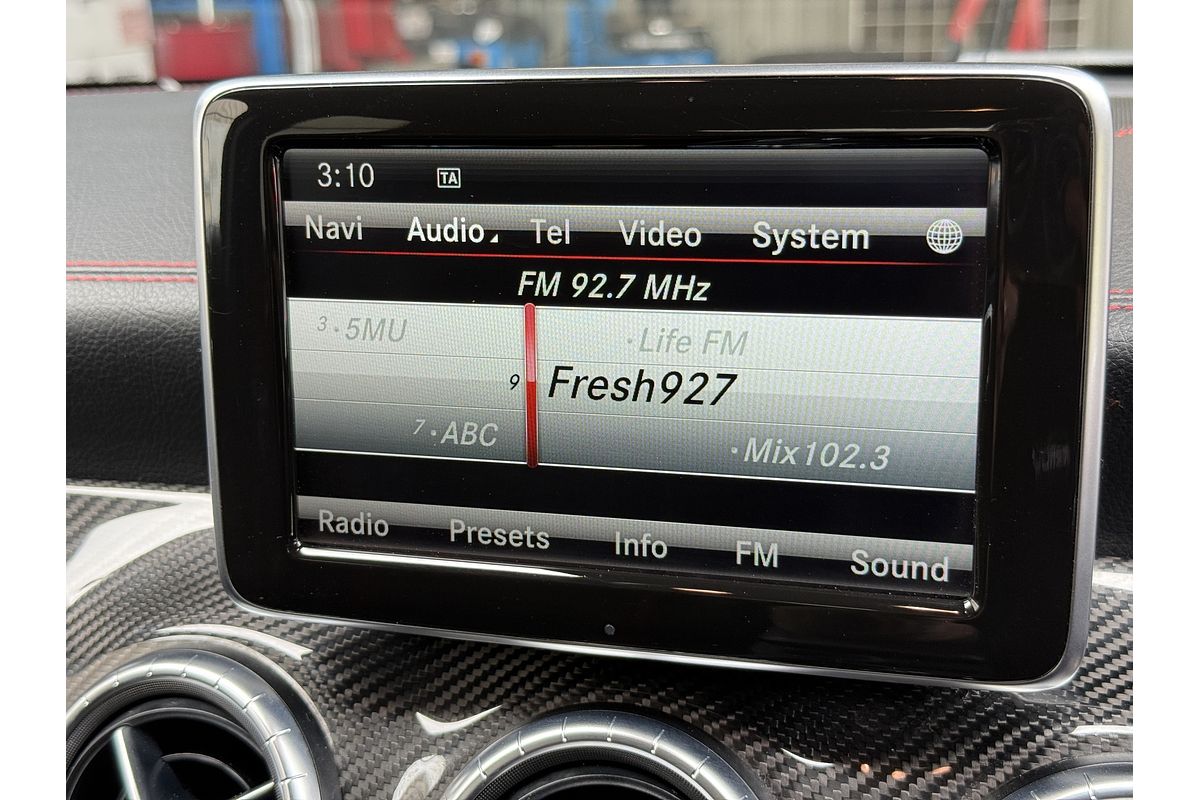 3:10 TA
Navi Audio Tel Video System
FM 92.7 MHz
3 · 5MU · Life FM
9 Fresh927
7 · ABC · Mix102.3
Radio Presets Info FM Sound